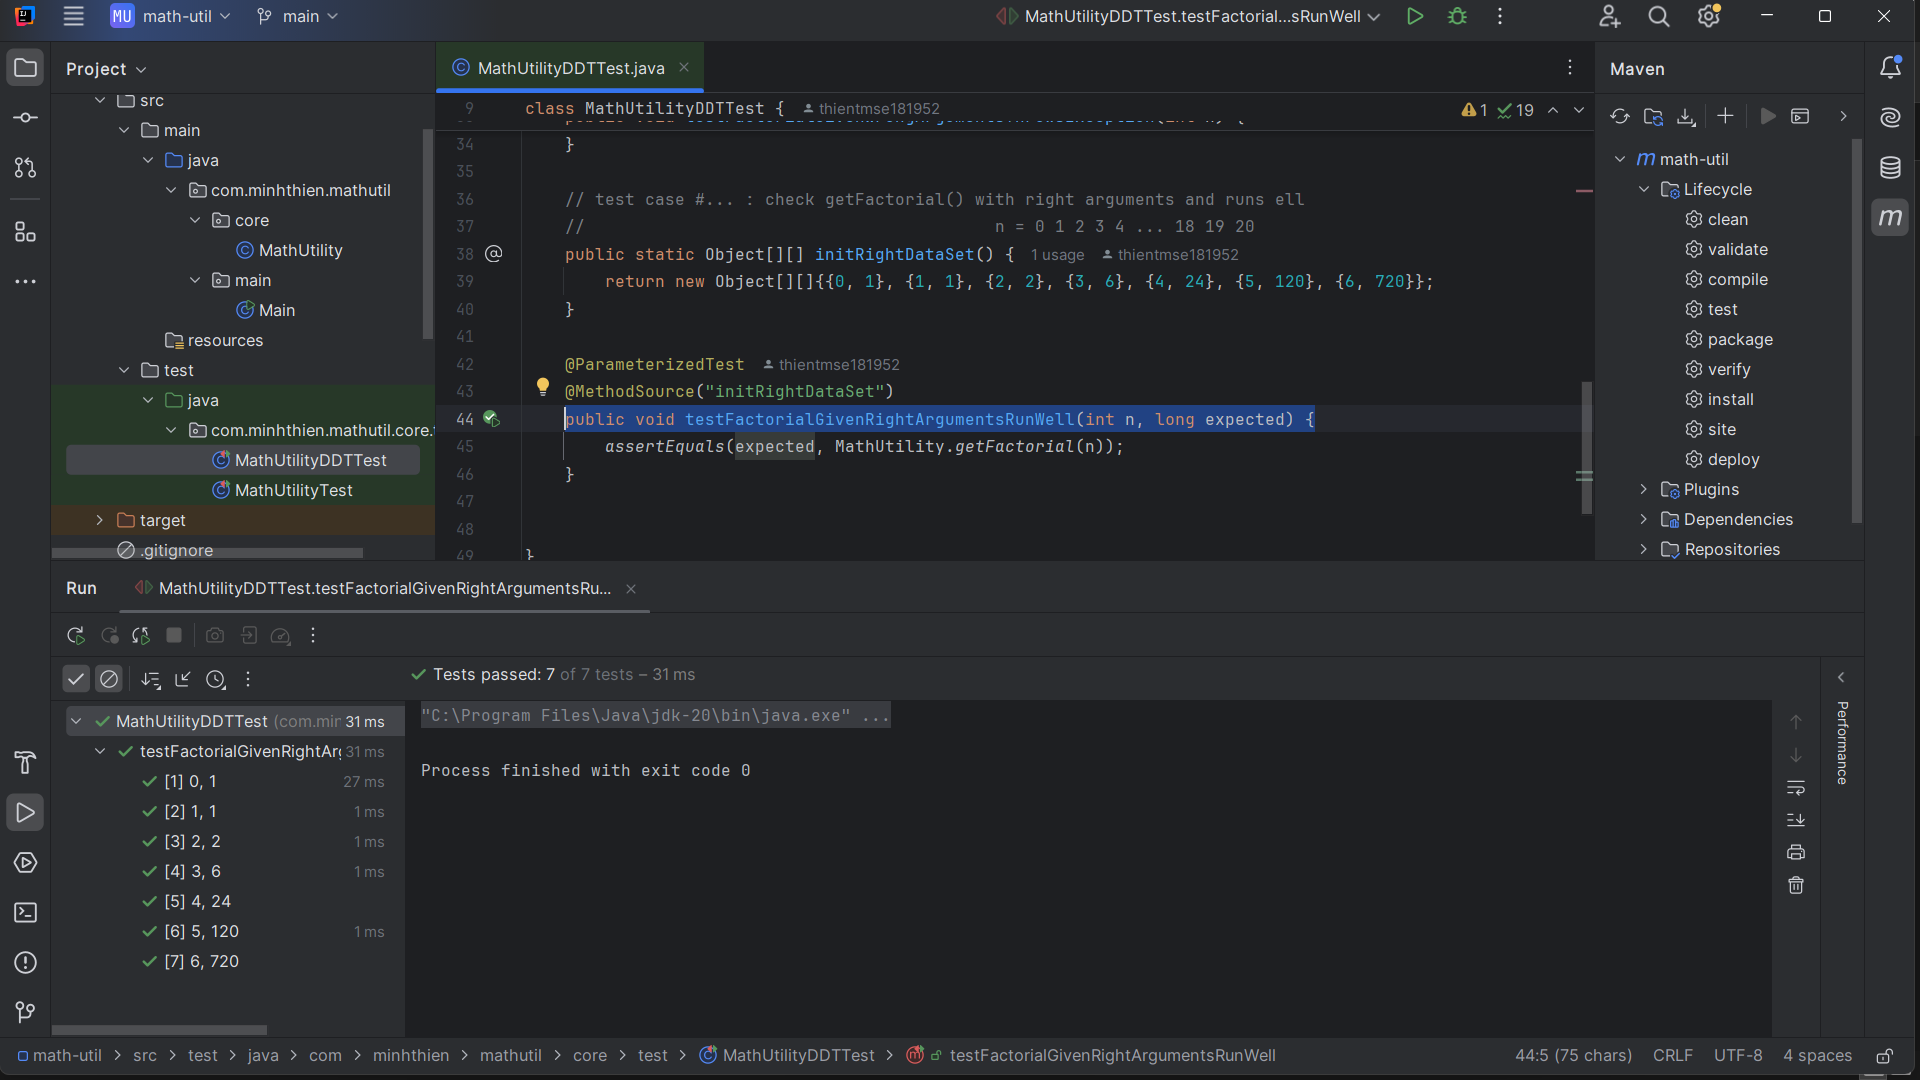 MU math-util main MathUtilityDDTTest.testFactorial...sRunWell
Project
src
main
java
com.minhthien.mathutil
core
MathUtility
main
Main
resources
test
java
com.minhthien.mathutil.core.
MathUtilityDDTTest
MathUtilityTest
target
.gitignore
MathUtilityDDTTest.java
9 class MathUtilityDDTTest { thientmse181952
1 19
34 }
35
36 // test case #... : check getFactorial() with right arguments and runs ell
37 // n = 0 1 2 3 4 ... 18 19 20
38 public static Object[][] initRightDataSet() { 1 usage thientmse181952
39 return new Object[][]{{0, 1}, {1, 1}, {2, 2}, {3, 6}, {4, 24}, {5, 120}, {6, 720}};
40 }
41
42 @ParameterizedTest thientmse181952
43 @MethodSource("initRightDataSet")
44 public void testFactorialGivenRightArgumentsRunWell(int n, long expected) {
45 assertEquals(expected, MathUtility.getFactorial(n));
46 }
47
48
49 }
Maven
m math-util
Lifecycle
clean
validate
compile
test
package
verify
install
site
deploy
Plugins
Dependencies
Repositories
m
Run MathUtilityDDTTest.testFactorialGivenRightArgumentsRu...
Tests passed: 7 of 7 tests – 31 ms
MathUtilityDDTTest (com.min 31 ms
testFactorialGivenRightArg 31 ms
[1] 0, 1 27 ms
[2] 1, 1 1 ms
[3] 2, 2 1 ms
[4] 3, 6 1 ms
[5] 4, 24
[6] 5, 120 1 ms
[7] 6, 720
"C:\Program Files\Java\jdk-20\bin\java.exe" ...
Process finished with exit code 0
Performance
math-util > src > test > java > com > minhthien > mathutil > core > test > MathUtilityDDTTest > testFactorialGivenRightArgumentsRunWell
44:5 (75 chars) CRLF UTF-8 4 spaces